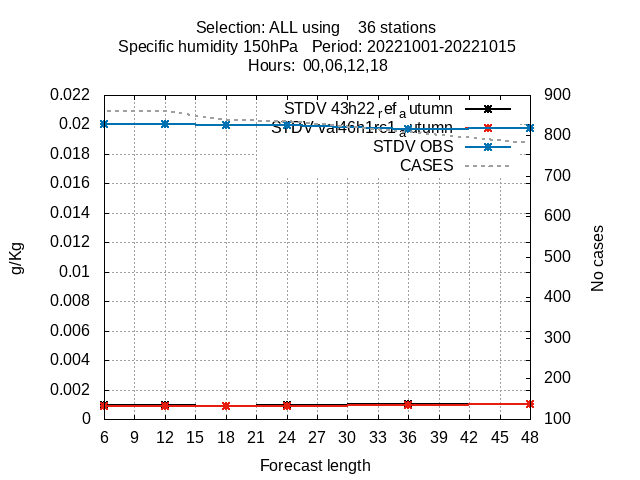 Selection: ALL using    36 stations
Specific humidity 150hPa   Period: 20221001-20221015
Hours:  00,06,12,18
STDV 43h22_ref_autumn
STDV val46h1rc1_autumn
STDV OBS
CASES
g/Kg
0.022
0.02
0.018
0.016
0.014
0.012
0.01
0.008
0.006
0.004
0.002
0
900
800
700
600
500
400
300
200
100
No cases
6 9 12 15 18 21 24 27 30 33 36 39 42 45 48
Forecast length